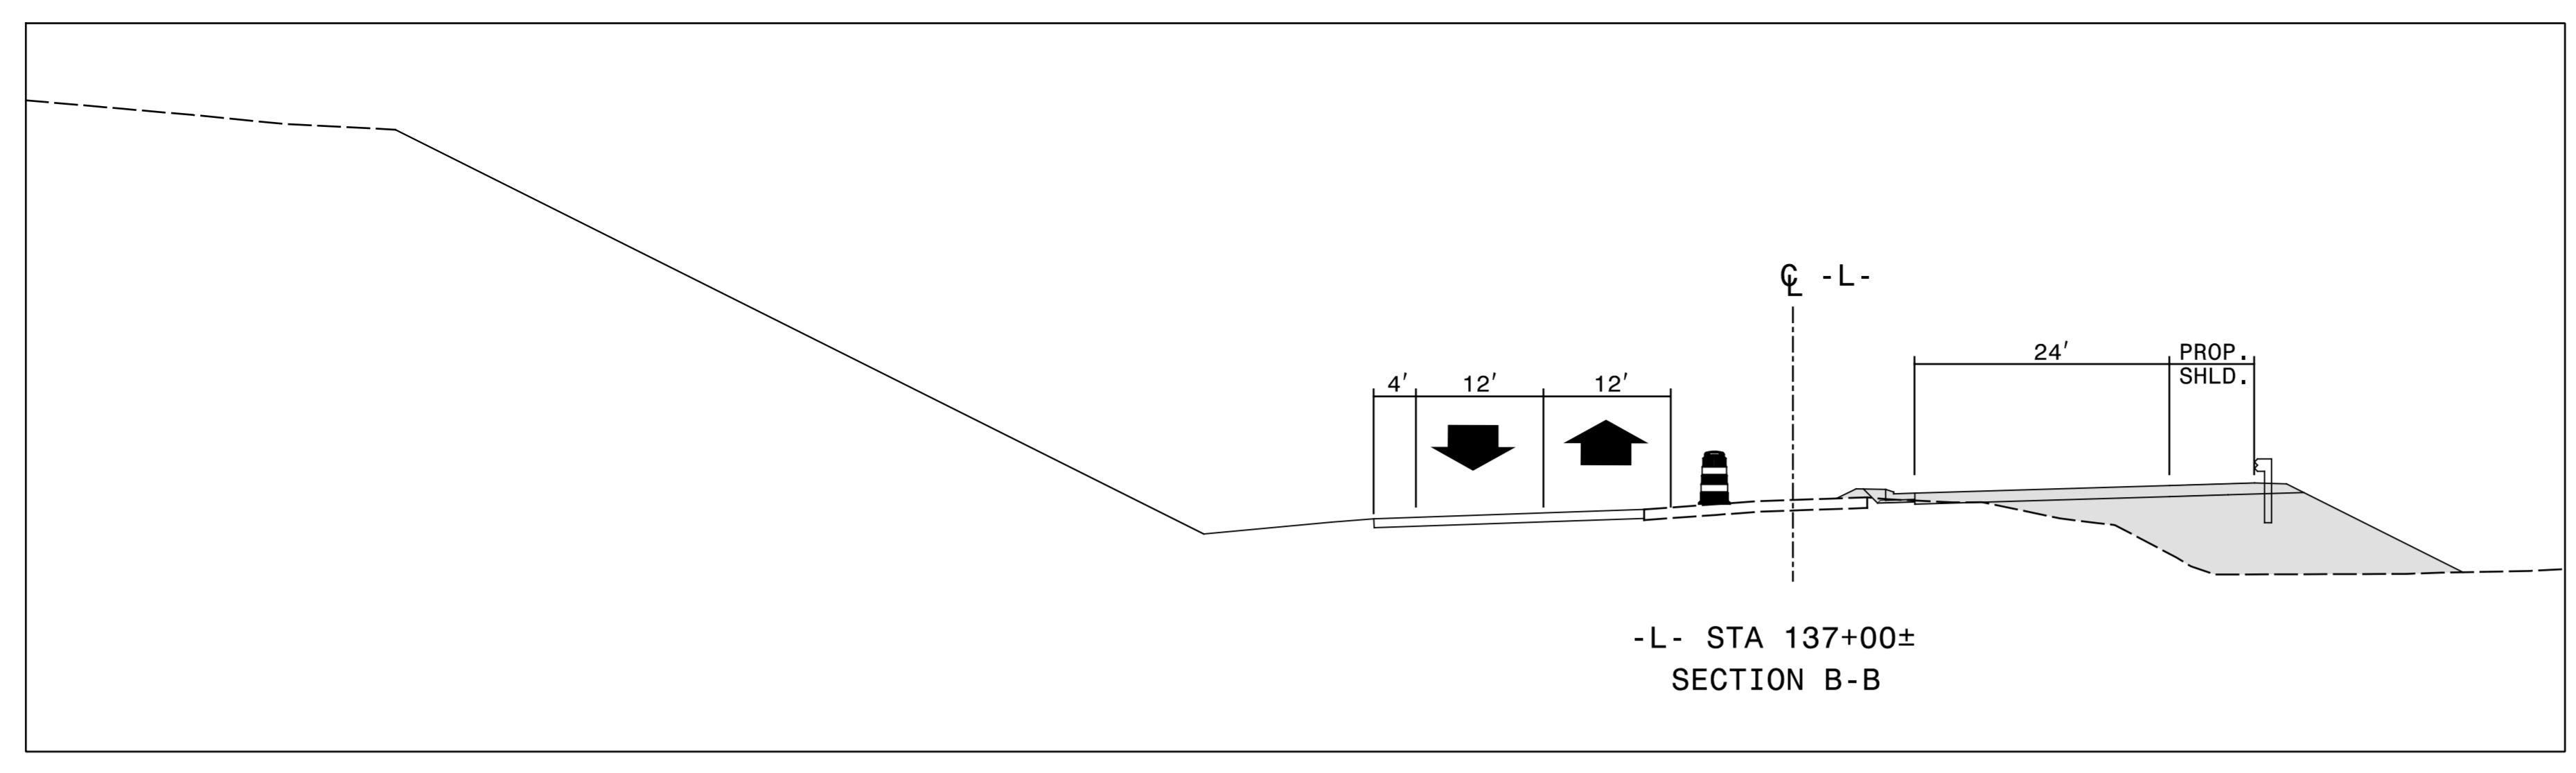 ℄ -L-
24′
PROP.
SHLD.
4′ 12′ 12′
-L- STA 137+00±
SECTION B-B